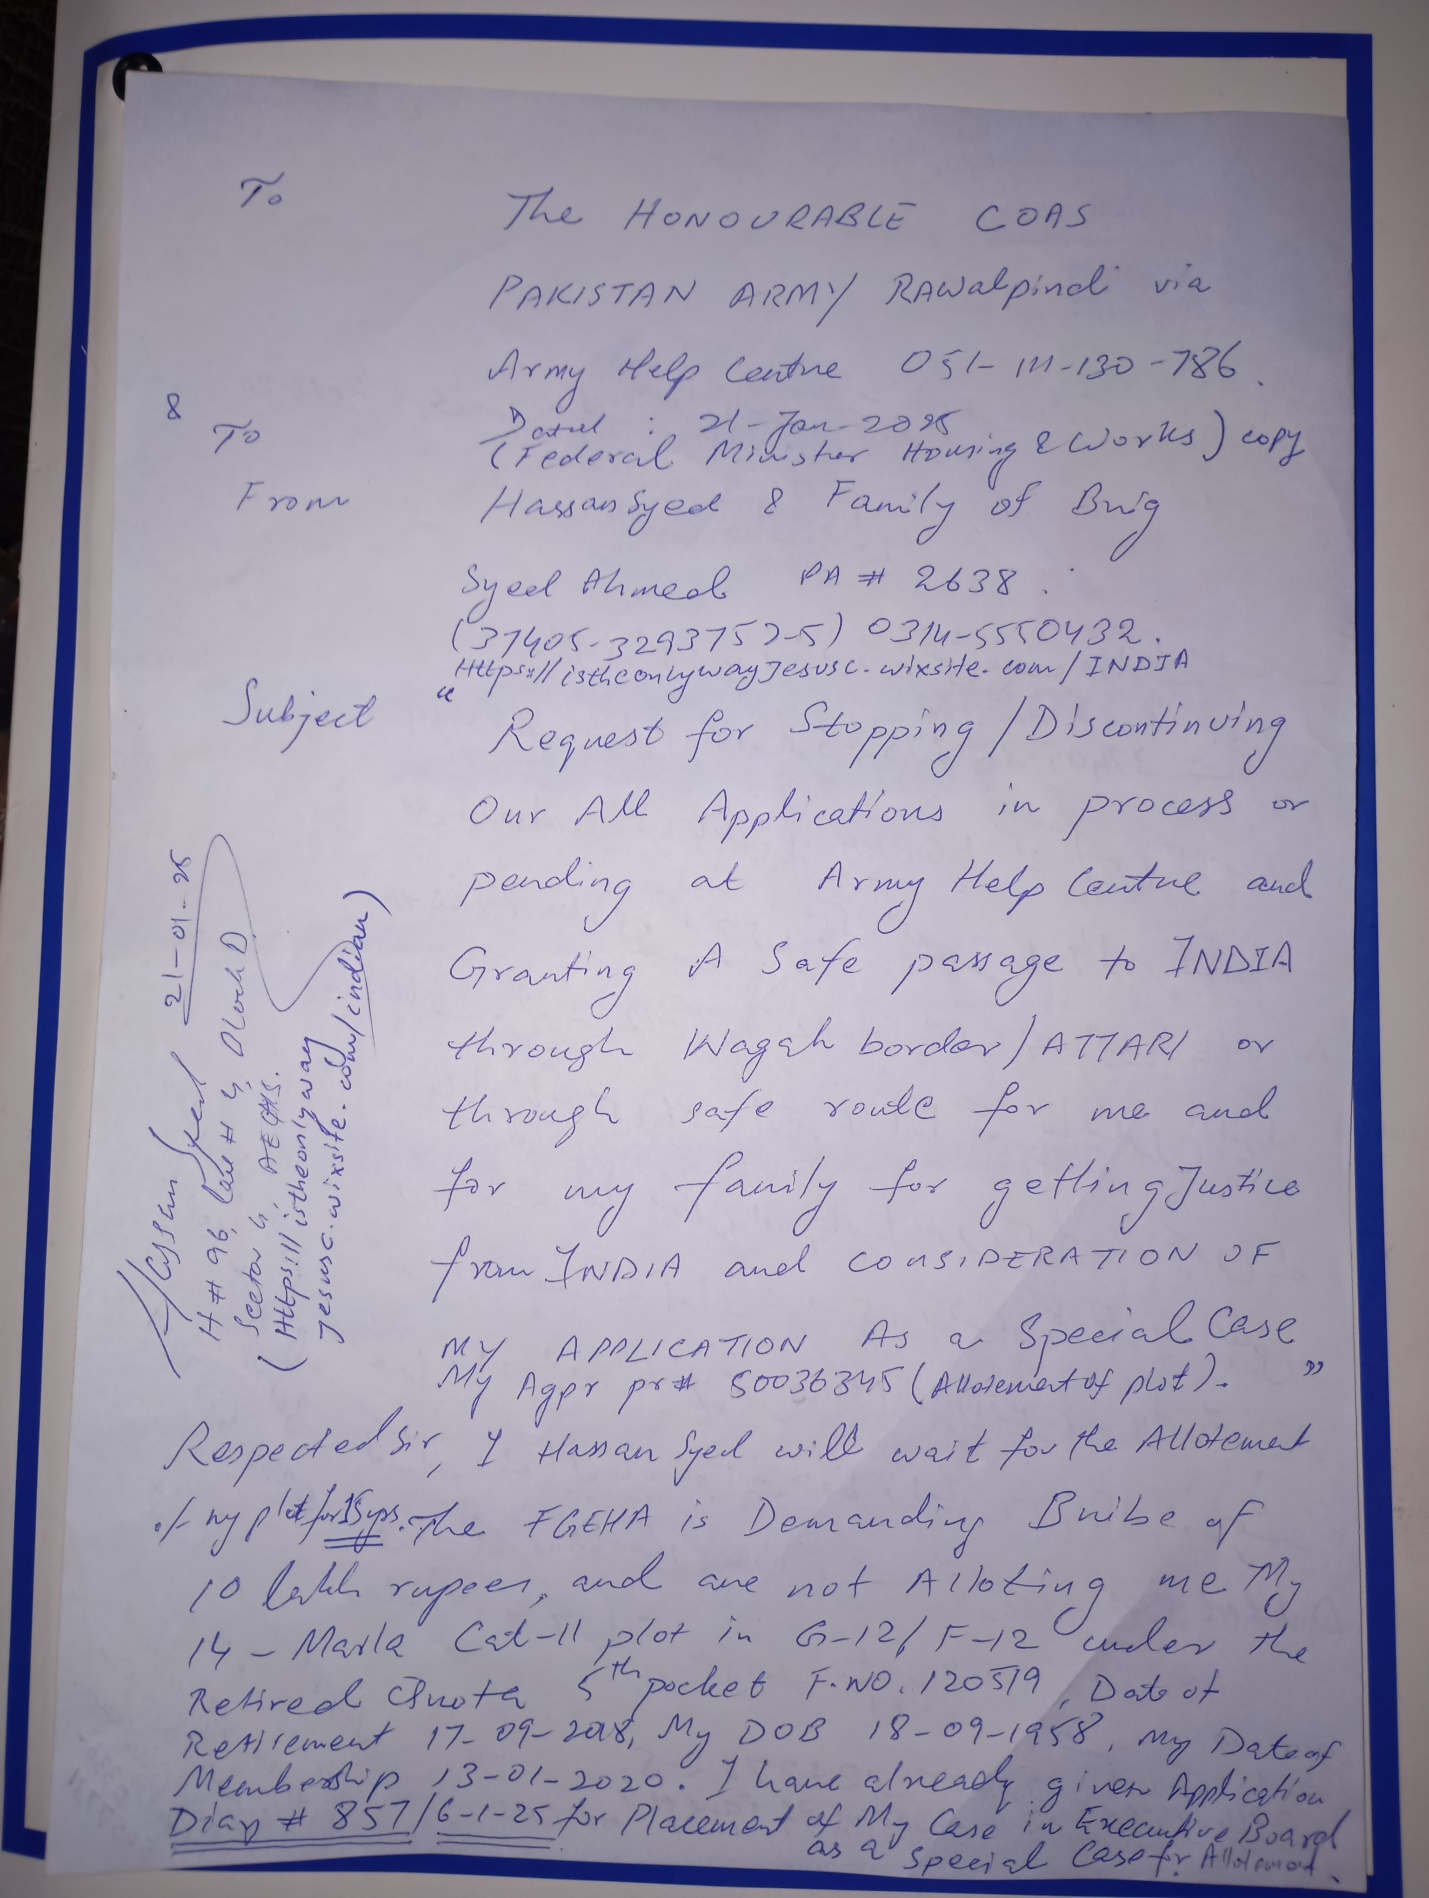 To The HONOURABLE COAS
PAKISTAN ARMY Rawalpindi via
Army Help Centre 051-111-130-786.
Dated : 21-Jan-2025
& To (Federal Minister Housing & Works) copy
From Hassan Syed & Family of Brig
Syed Ahmed PA # 2638.
(37405-3293752-5) 0314-5550432.
Https://istheonlywayJesusc.wixsite.com/INDIA
Subject "Request for Stopping/Discontinuing
Our All Applications in process or
pending at Army Help Centre and
Granting A Safe passage to INDIA
through Wagah border/ATTARI or
through safe route for me and
for my family for getting Justice
from INDIA and CONSIDERATION OF
MY APPLICATION As a Special Case
My Agpr pr# 50036345 (Allotement of plot)."
Respected Sir, I Hassan Syed will wait for the Allotement
of my plot for 15 yrs. The FGEHA is Demanding Bribe of
10 lakh rupees, and are not Alloting me My
14-Marla Cat-II plot in G-12/F-12 under the
Retired Quota 5th pocket F.NO. 120519, Date of
Retirement 17-09-2018, My DOB 18-09-1958, my Date of
Membership 13-01-2020. I have already given Application
Diary # 857/6-1-25 for Placement of My Case in Executive Board
as a Special Case for Allotement.
Hassan Syed 21-01-25
H # 96, Lane # 4, Block D
Sector 4, AECHS.
(Https://istheonlyway
jesusc.wixsite.com/indian)